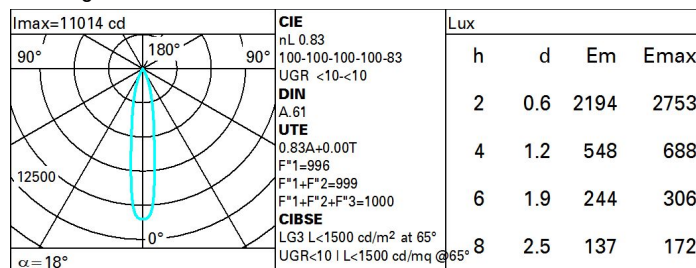 Imax=11014 cd
90° 180° 90°
12500
0°
α=18°
CIE
nL 0.83
100-100-100-100-83
UGR <10-<10
DIN
A.61
UTE
0.83A+0.00T
F"1=996
F"1+F"2=999
F"1+F"2+F"3=1000
CIBSE
LG3 L<1500 cd/m² at 65°
UGR<10 | L<1500 cd/mq @65°
Lux
h d Em Emax
2 0.6 2194 2753
4 1.2 548 688
6 1.9 244 306
8 2.5 137 172